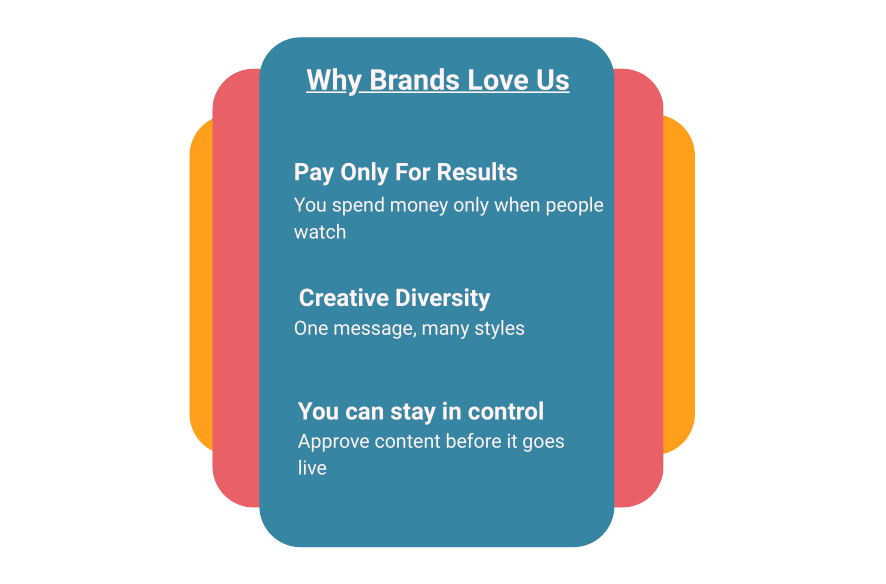 Why Brands Love Us
Pay Only For Results
You spend money only when people
watch
Creative Diversity
One message, many styles
You can stay in control
Approve content before it goes
live